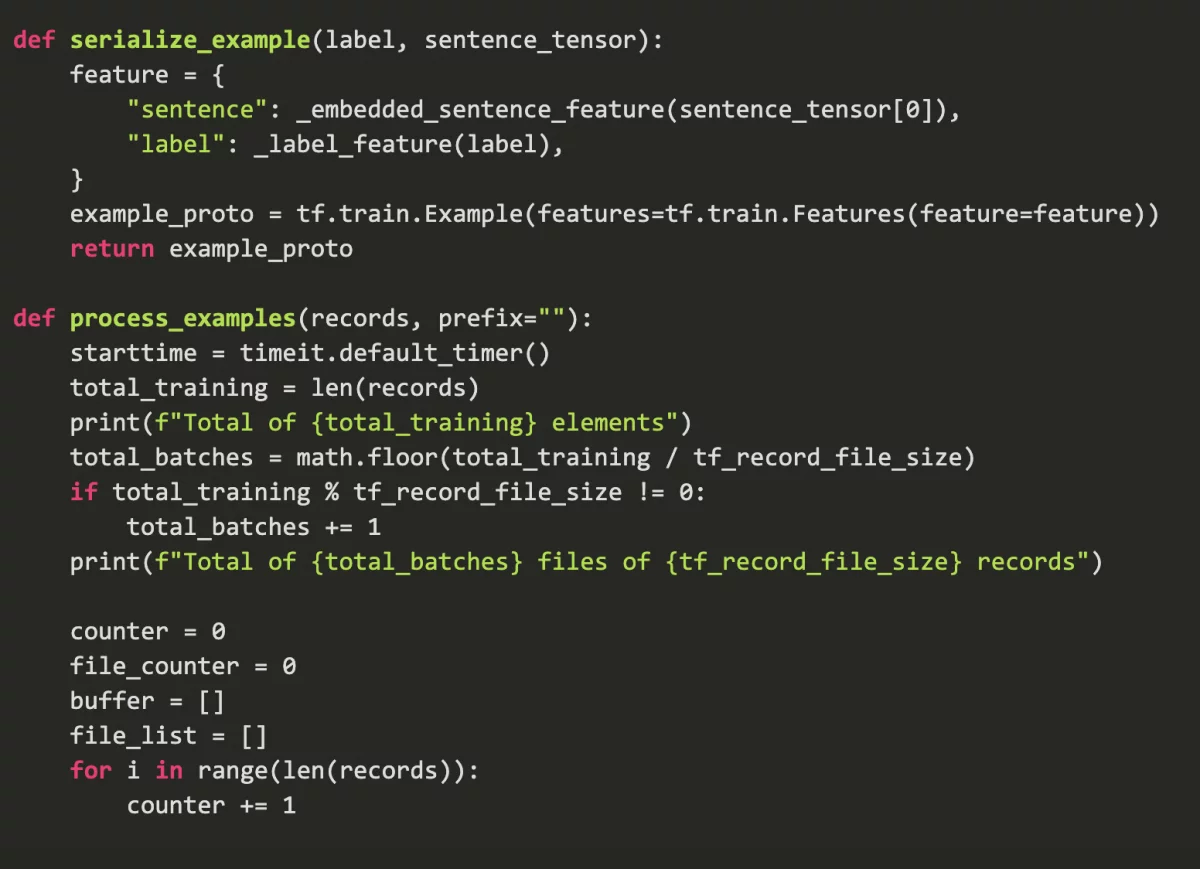 def serialize_example(label, sentence_tensor):
    feature = {
        "sentence": _embedded_sentence_feature(sentence_tensor[0]),
        "label": _label_feature(label),
    }
    example_proto = tf.train.Example(features=tf.train.Features(feature=feature))
    return example_proto

def process_examples(records, prefix=""):
    starttime = timeit.default_timer()
    total_training = len(records)
    print(f"Total of {total_training} elements")
    total_batches = math.floor(total_training / tf_record_file_size)
    if total_training % tf_record_file_size != 0:
        total_batches += 1
    print(f"Total of {total_batches} files of {tf_record_file_size} records")

    counter = 0
    file_counter = 0
    buffer = []
    file_list = []
    for i in range(len(records)):
        counter += 1